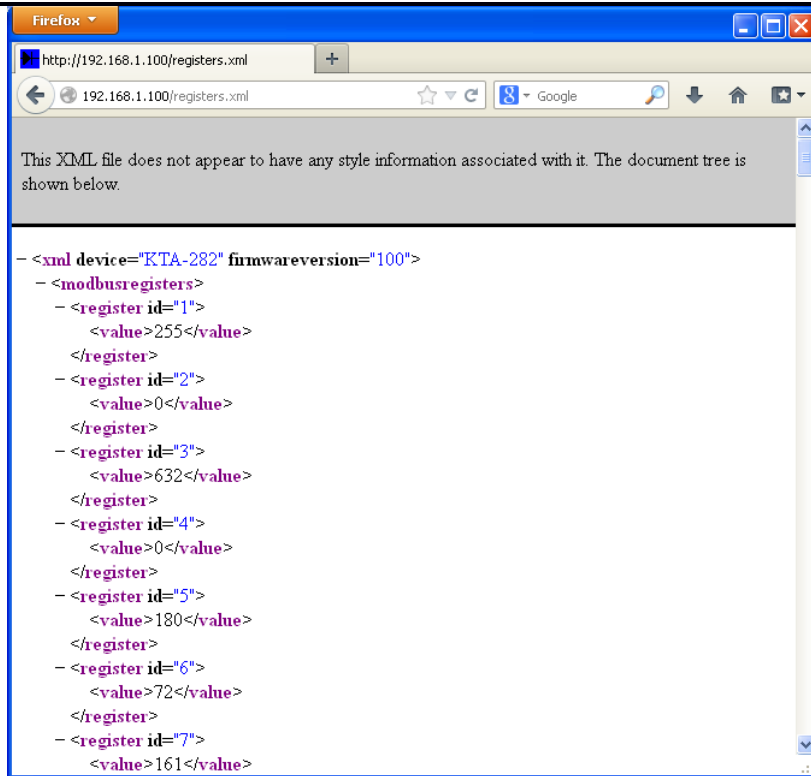 Firefox
http://192.168.1.100/registers.xml
192.168.1.100/registers.xml
Google
This XML file does not appear to have any style information associated with it. The document tree is
shown below.
− <xml device="KTA-282" firmwareversion="100">
− <modbusregisters>
− <register id="1">
<value>255</value>
</register>
− <register id="2">
<value>0</value>
</register>
− <register id="3">
<value>632</value>
</register>
− <register id="4">
<value>0</value>
</register>
− <register id="5">
<value>180</value>
</register>
− <register id="6">
<value>72</value>
</register>
− <register id="7">
<value>161</value>